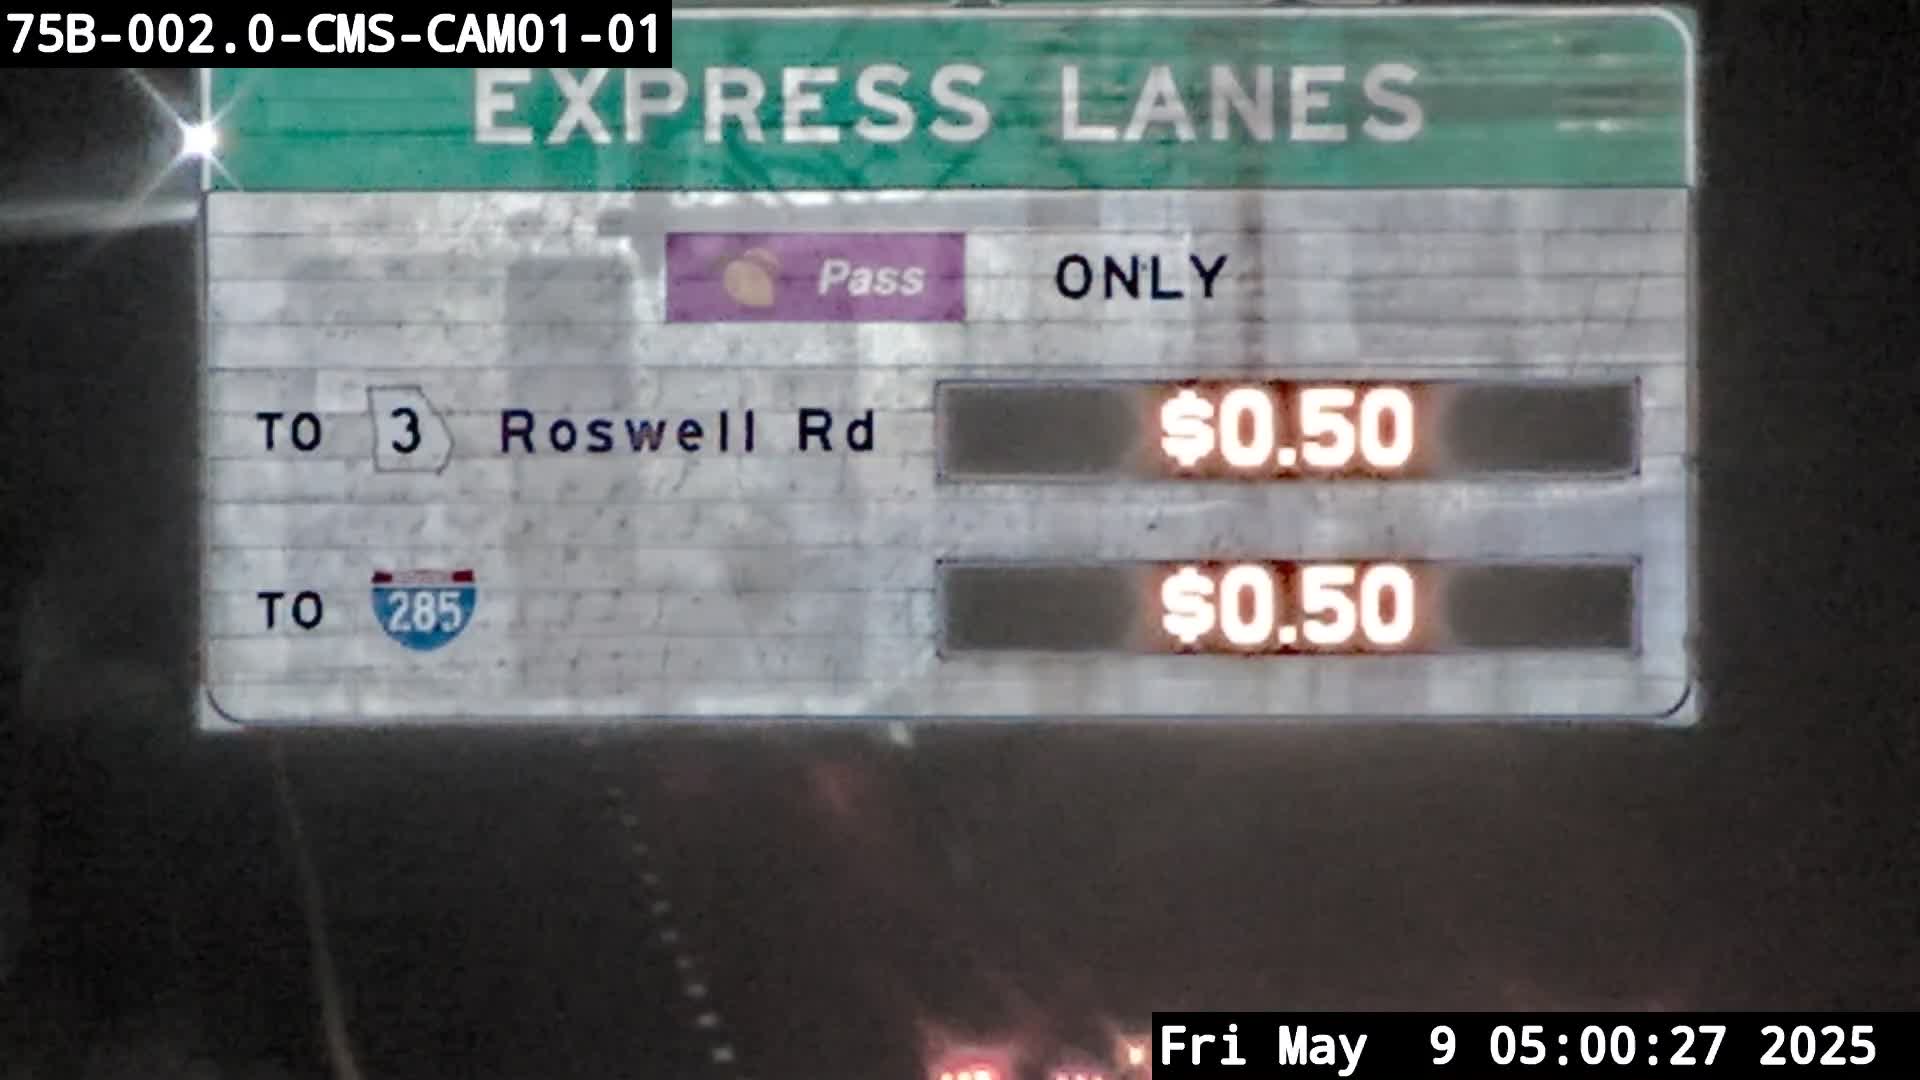 75B-002.0-CMS-CAM01-01
EXPRESS LANES
Pass ONLY
TO 3 Roswell Rd $0.50
TO 285 $0.50
Fri May 9 05:00:27 2025